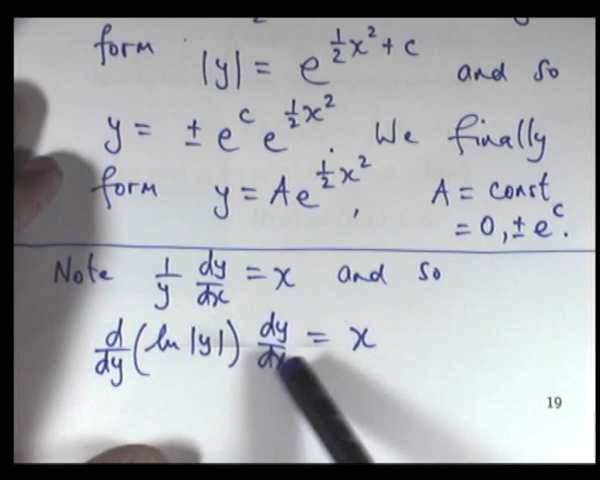 form |y| = e^{½x²+c} and so
y = ± e^c e^{½x²}. We finally
form y = Ae^{½x²}, A = const
= 0, ± e^c.
Note 1/y dy/dx = x and so
d/dy (ln |y|) dy/dx = x
19